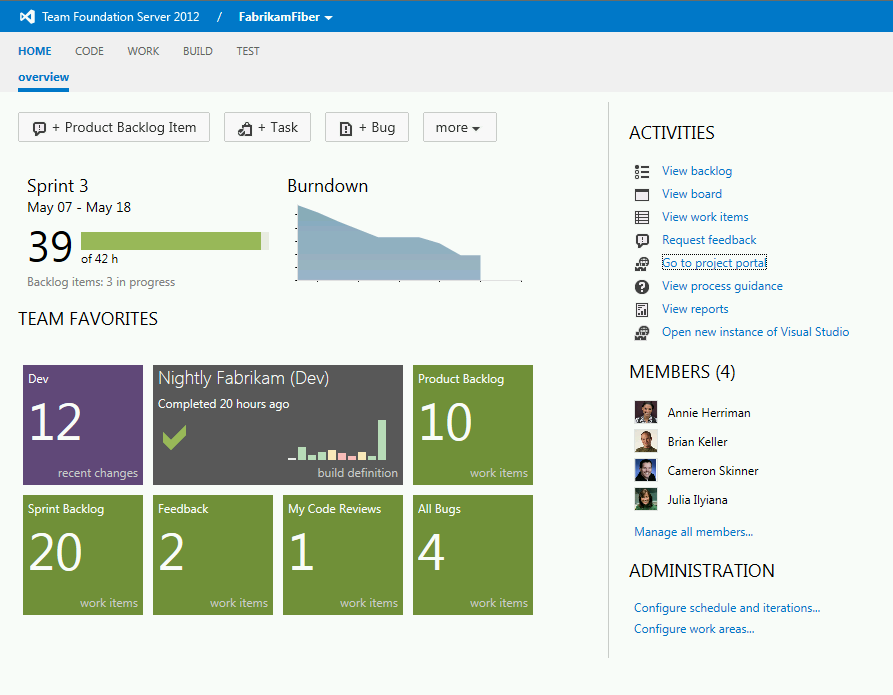 Team Foundation Server 2012 / FabrikamFiber
HOME CODE WORK BUILD TEST
overview
+ Product Backlog Item + Task + Bug more
Sprint 3
May 07 - May 18
39 of 42 h
Backlog items: 3 in progress
Burndown
TEAM FAVORITES
Dev
12
recent changes
Nightly Fabrikam (Dev)
Completed 20 hours ago
build definition
Product Backlog
10
work items
Sprint Backlog
20
work items
Feedback
2
work items
My Code Reviews
1
work items
All Bugs
4
work items
ACTIVITIES
View backlog
View board
View work items
Request feedback
Go to project portal
View process guidance
View reports
Open new instance of Visual Studio
MEMBERS (4)
Annie Herriman
Brian Keller
Cameron Skinner
Julia Ilyiana
Manage all members...
ADMINISTRATION
Configure schedule and iterations...
Configure work areas...